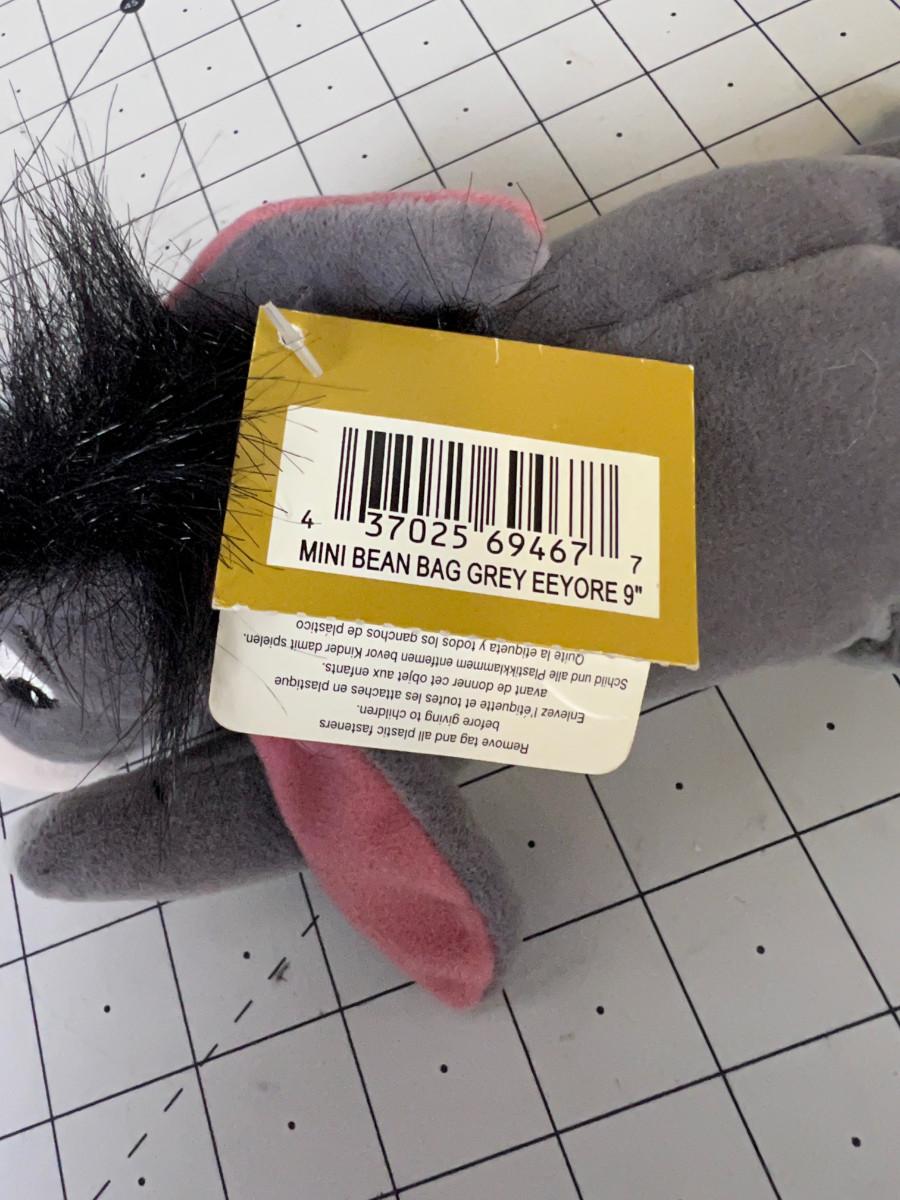 4 37025 69467 7
MINI BEAN BAG GREY EEYORE 9"
Remove tag and all plastic fasteners
before giving to children.
Enlevez l'étiquette et toutes les attaches en plastique
avant de donner cet objet aux enfants.
Schild und alle Plastikklammem entfernen bevor Kinder damit spielen.
Quite la etiqueta y todos los ganchos de plástico